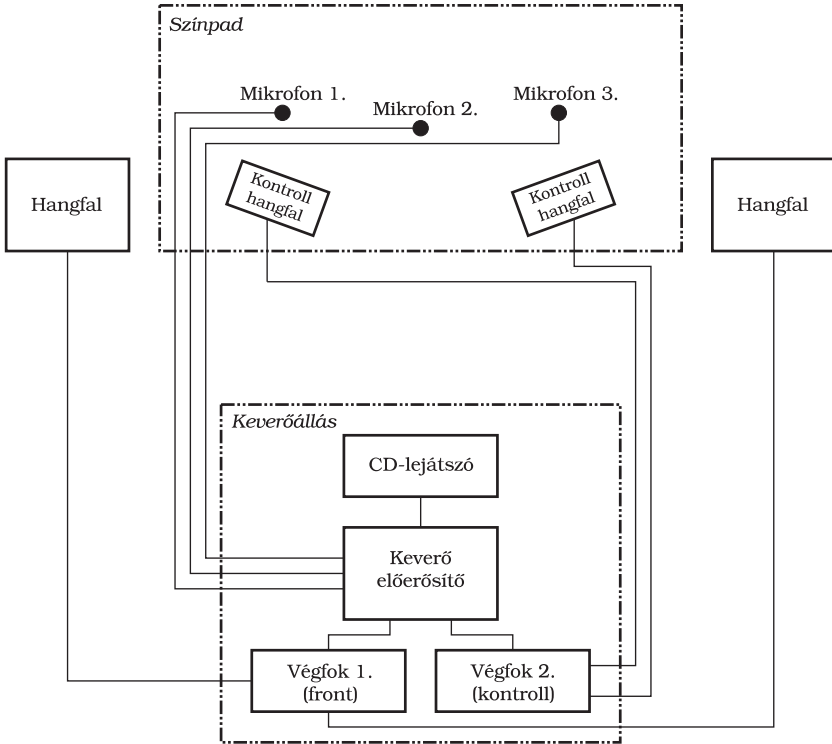 Színpad
Mikrofon 1.
Mikrofon 2.
Mikrofon 3.
Hangfal
Kontroll
hangfal
Kontroll
hangfal
Hangfal
Keverőállás
CD-lejátszó
Keverő
előerősítő
Végfok 1.
(front)
Végfok 2.
(kontroll)